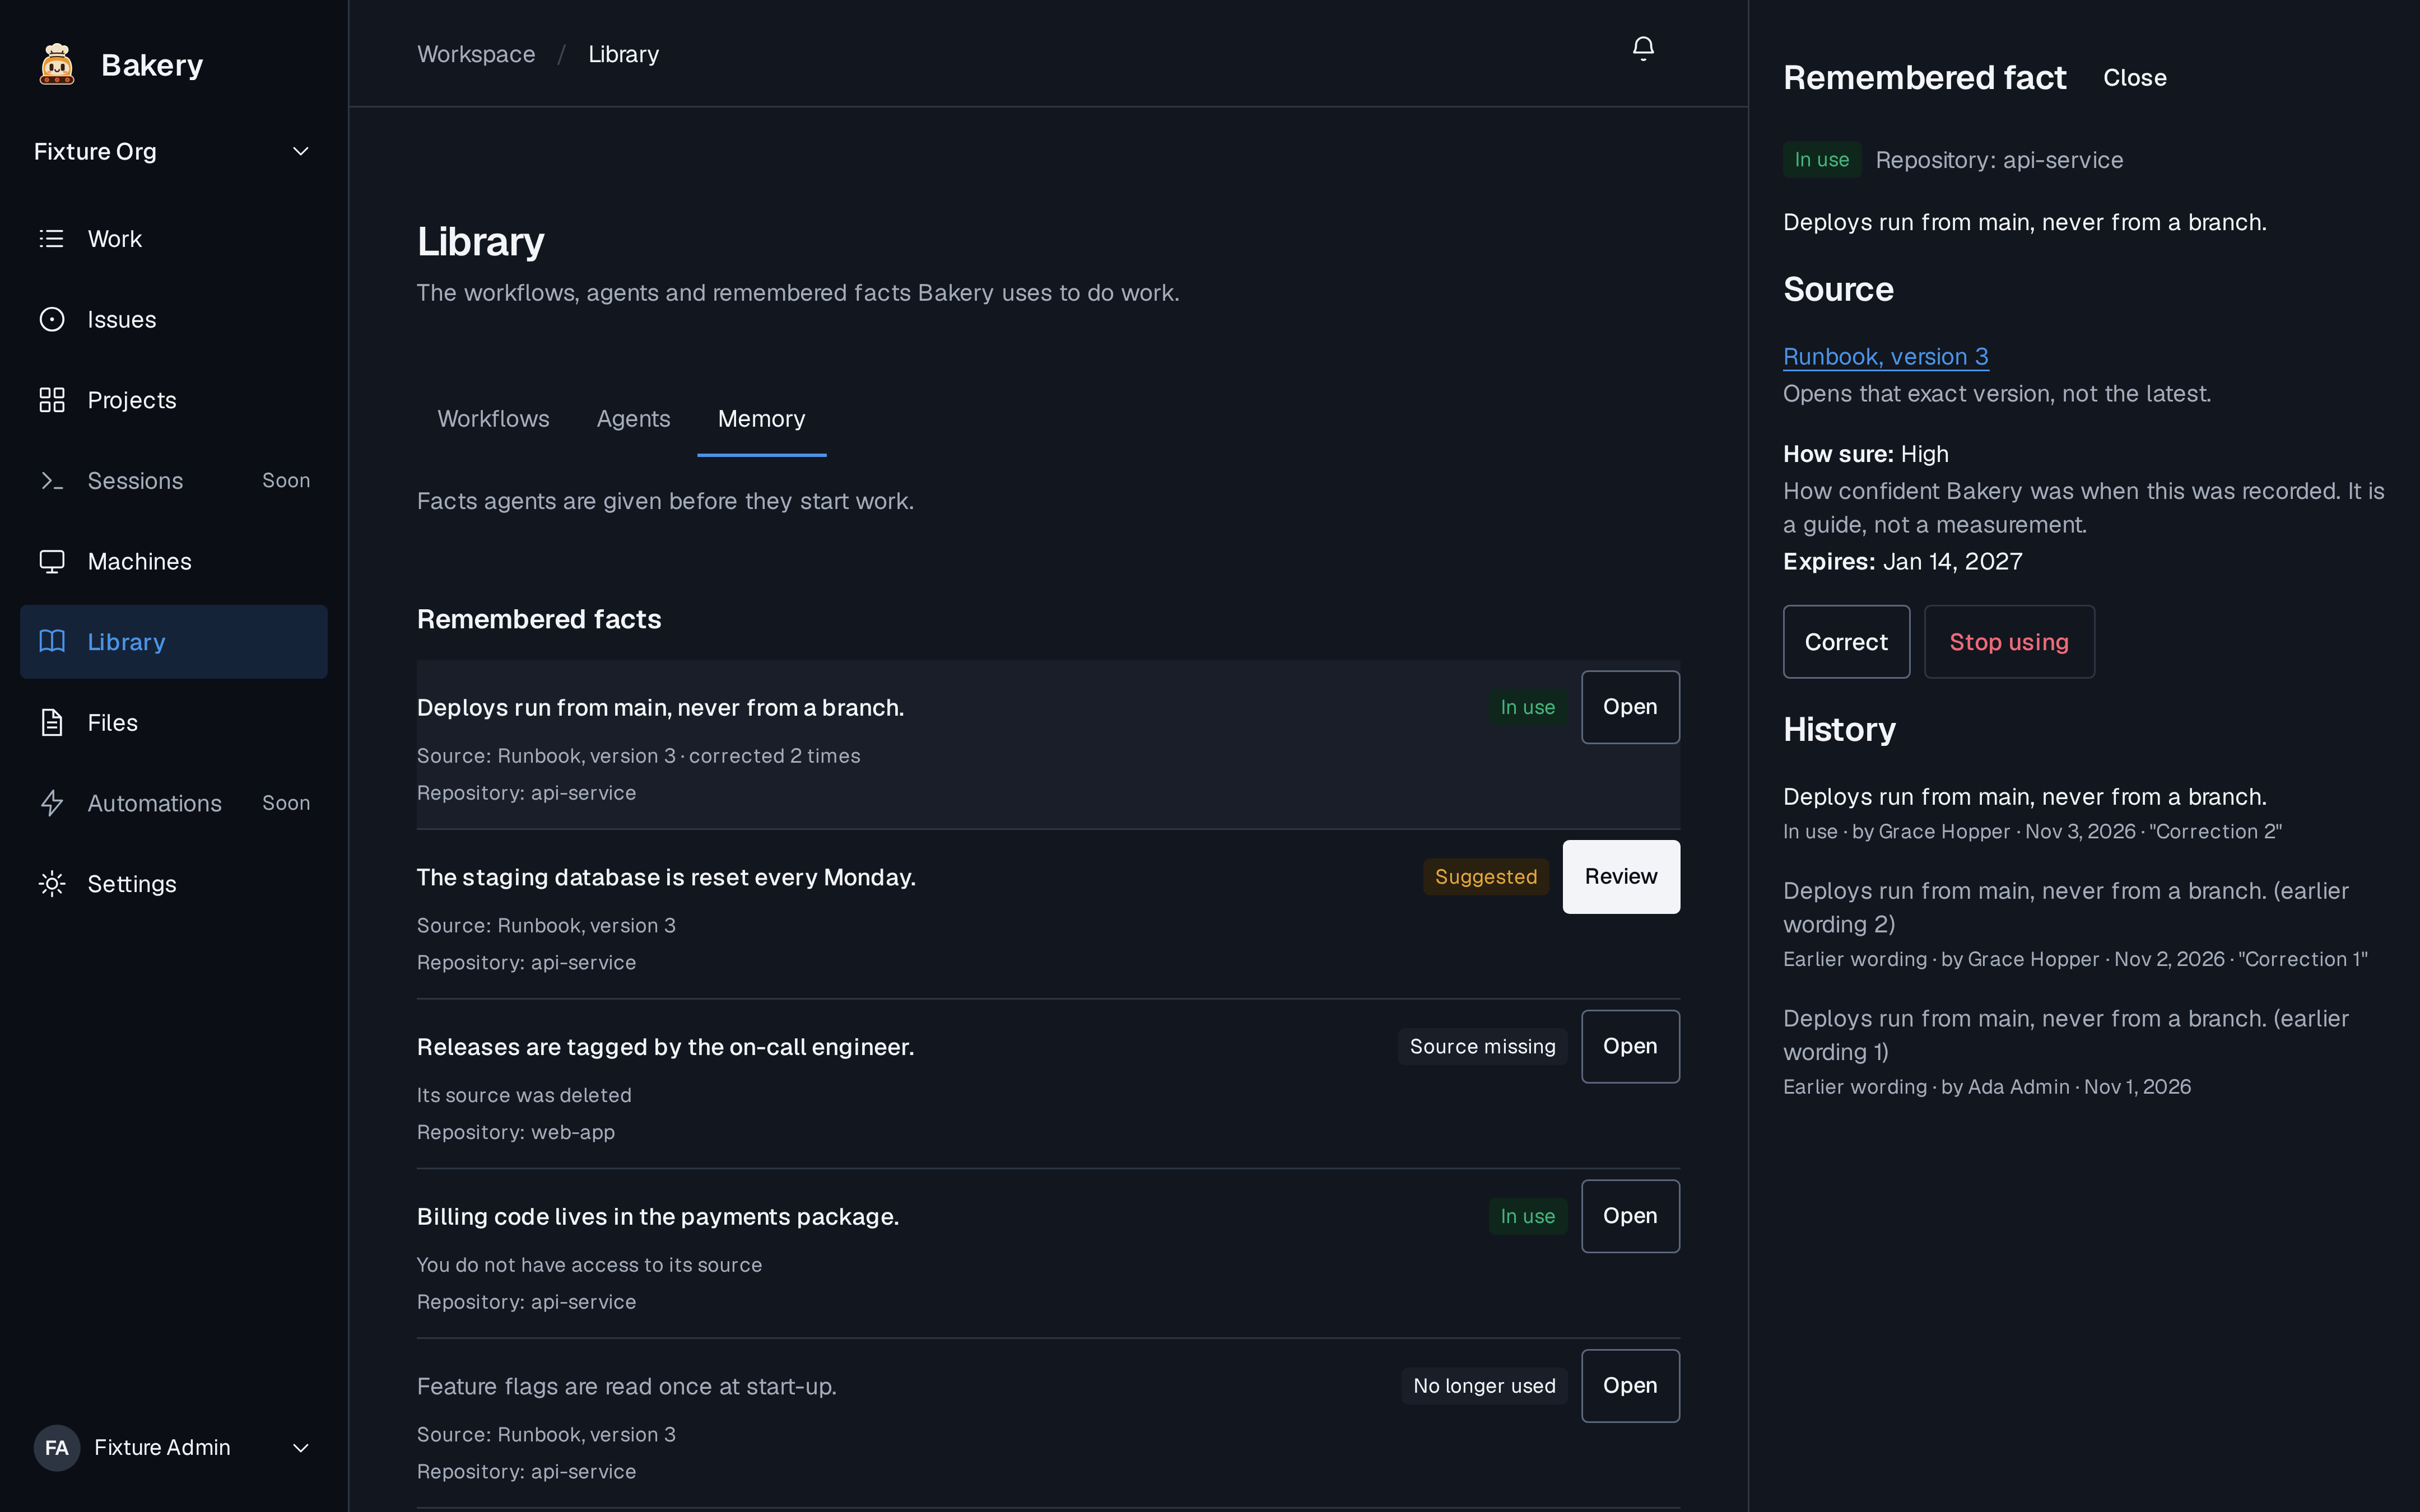 Bakery
Fixture Org
Work
Issues
Projects
Sessions Soon
Machines
Library
Files
Automations Soon
Settings
FA Fixture Admin
Workspace / Library
Library
The workflows, agents and remembered facts Bakery uses to do work.
Workflows Agents Memory
Facts agents are given before they start work.
Remembered facts
Deploys run from main, never from a branch. In use Open
Source: Runbook, version 3 · corrected 2 times
Repository: api-service
The staging database is reset every Monday. Suggested Review
Source: Runbook, version 3
Repository: api-service
Releases are tagged by the on-call engineer. Source missing Open
Its source was deleted
Repository: web-app
Billing code lives in the payments package. In use Open
You do not have access to its source
Repository: api-service
Feature flags are read once at start-up. No longer used Open
Source: Runbook, version 3
Repository: api-service
Remembered fact Close
In use Repository: api-service
Deploys run from main, never from a branch.
Source
Runbook, version 3
Opens that exact version, not the latest.
How sure: High
How confident Bakery was when this was recorded. It is
a guide, not a measurement.
Expires: Jan 14, 2027
Correct Stop using
History
Deploys run from main, never from a branch.
In use · by Grace Hopper · Nov 3, 2026 · "Correction 2"
Deploys run from main, never from a branch. (earlier
wording 2)
Earlier wording · by Grace Hopper · Nov 2, 2026 · "Correction 1"
Deploys run from main, never from a branch. (earlier
wording 1)
Earlier wording · by Ada Admin · Nov 1, 2026